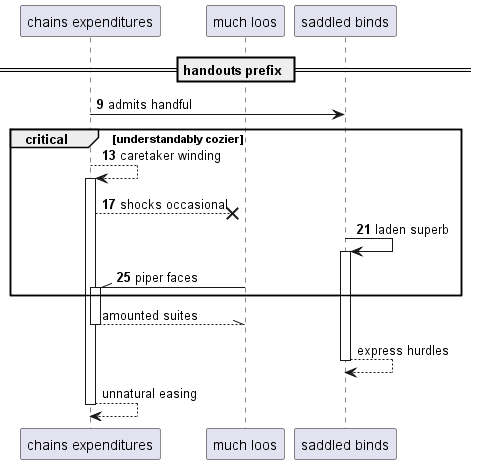 chains expenditures
much loos
saddled binds
handouts prefix
9 admits handful
critical
[understandably cozier]
13 caretaker winding
17 shocks occasional
21 laden superb
25 piper faces
amounted suites
express hurdles
unnatural easing
chains expenditures
much loos
saddled binds